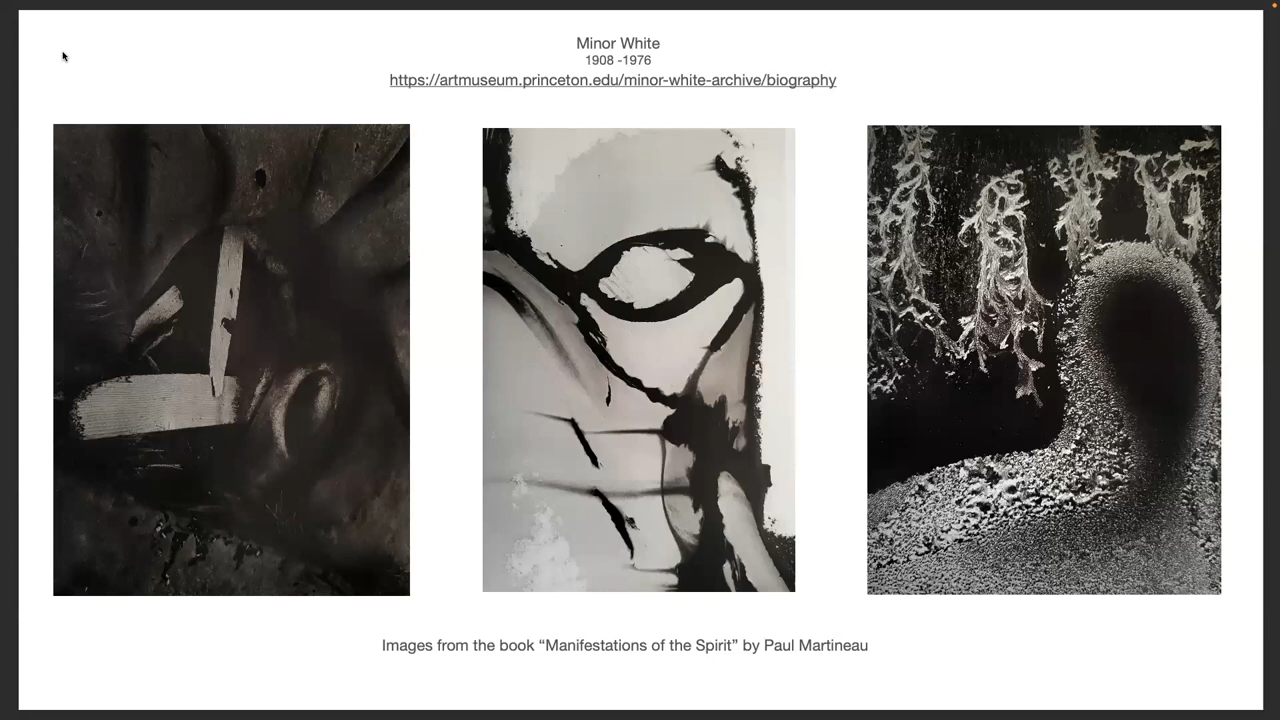 Minor White
1908 -1976
https://artmuseum.princeton.edu/minor-white-archive/biography
Images from the book “Manifestations of the Spirit” by Paul Martineau